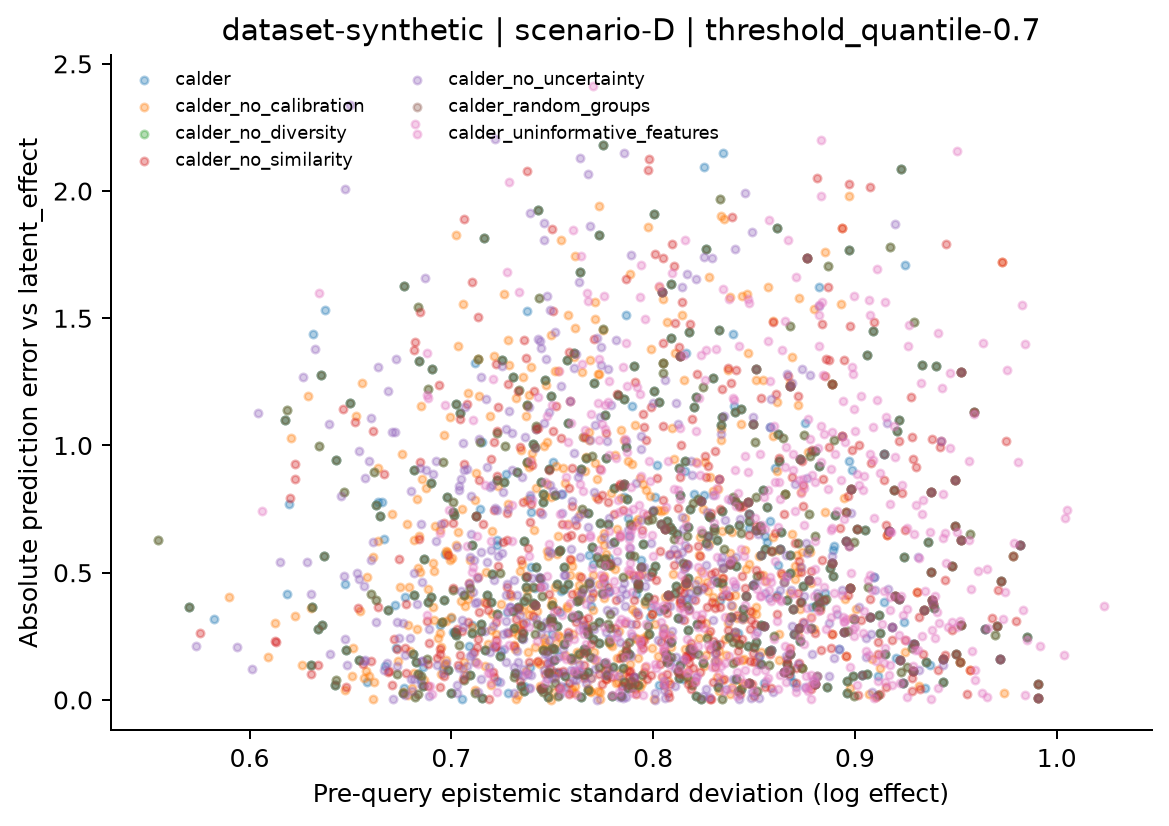 dataset-synthetic | scenario-D | threshold_quantile-0.7
calder
calder_no_calibration
calder_no_diversity
calder_no_similarity
calder_no_uncertainty
calder_random_groups
calder_uninformative_features
Absolute prediction error vs latent_effect
2.5
2.0
1.5
1.0
0.5
0.0
0.6 0.7 0.8 0.9 1.0
Pre-query epistemic standard deviation (log effect)